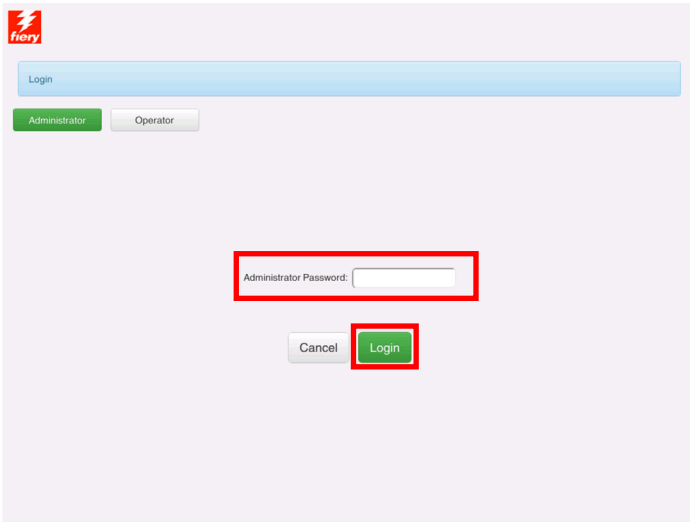 fiery
Login
Administrator Operator
Administrator Password:
Cancel Login